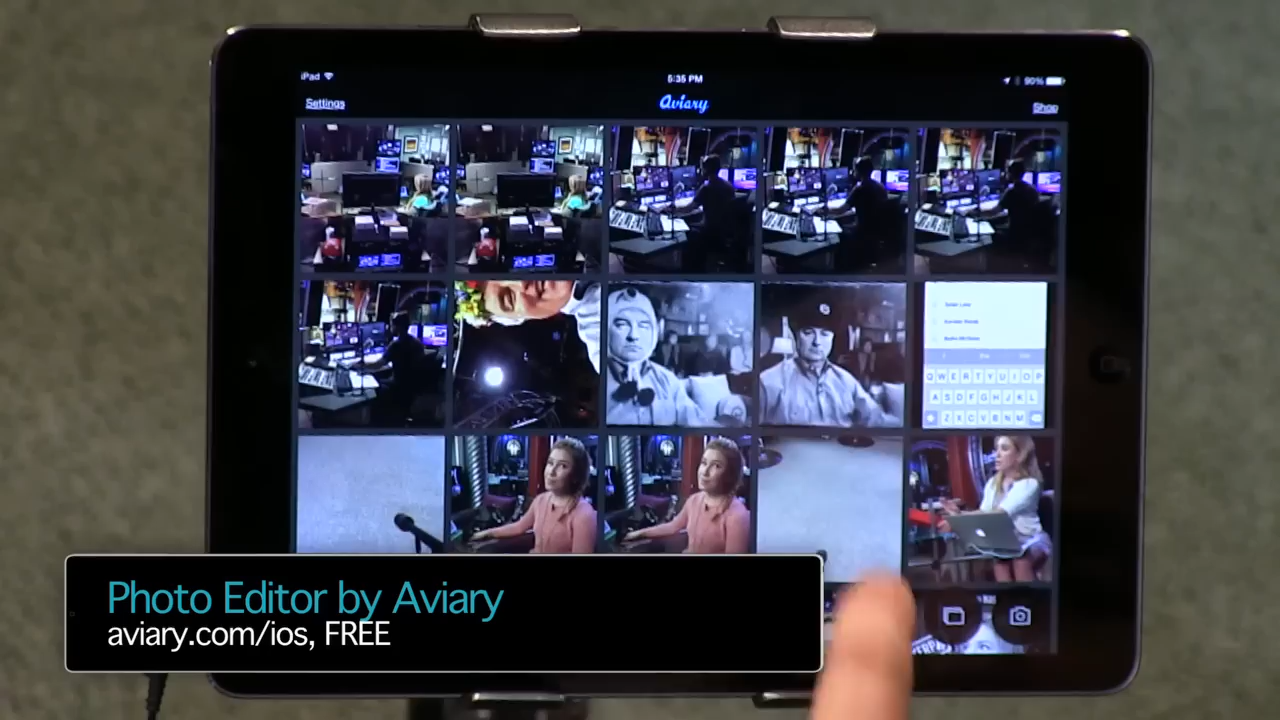 iPad
5:35 PM
90%
Settings
Aviary
Shop
Q W E R T Y U I O P
A S D F G H J K L
Z X C V B N M
Photo Editor by Aviary
aviary.com/ios, FREE